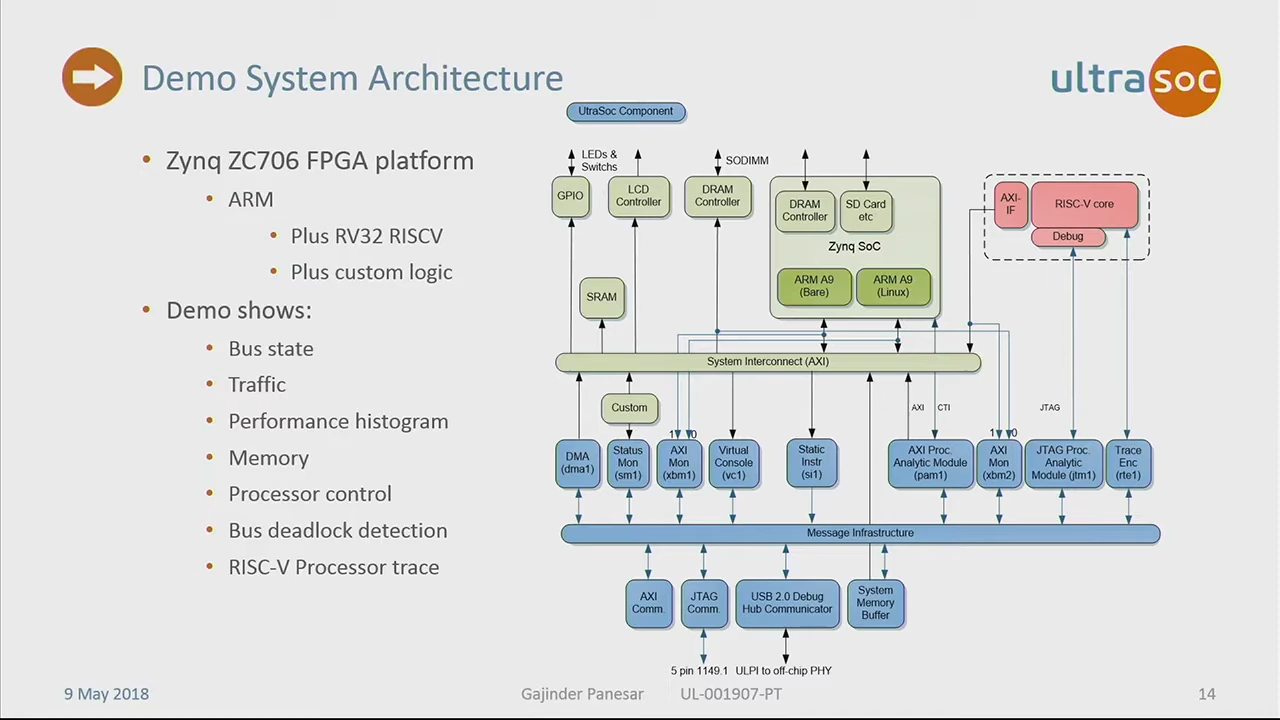 Demo System Architecture
ultrasoc
UtraSoc Component
• Zynq ZC706 FPGA platform
• ARM
• Plus RV32 RISCV
• Plus custom logic
• Demo shows:
• Bus state
• Traffic
• Performance histogram
• Memory
• Processor control
• Bus deadlock detection
• RISC-V Processor trace
LEDs &
Switchs
SODIMM
GPIO
LCD
Controller
DRAM
Controller
DRAM
Controller
SD Card
etc
Zynq SoC
ARM A9
(Bare)
ARM A9
(Linux)
AXI-
IF
RISC-V core
Debug
SRAM
System Interconnect (AXI)
Custom
AXI
CTI
JTAG
1 0
1 0
DMA
(dma1)
Status
Mon
(sm1)
AXI
Mon
(xbm1)
Virtual
Console
(vc1)
Static
Instr
(si1)
AXI Proc.
Analytic Module
(pam1)
AXI
Mon
(xbm2)
JTAG Proc.
Analytic
Module (jtm1)
Trace
Enc
(rte1)
Message Infrastructure
AXI
Comm.
JTAG
Comm.
USB 2.0 Debug
Hub Communicator
System
Memory
Buffer
5 pin 1149.1
ULPI to off-chip PHY
9 May 2018
Gajinder Panesar
UL-001907-PT
14